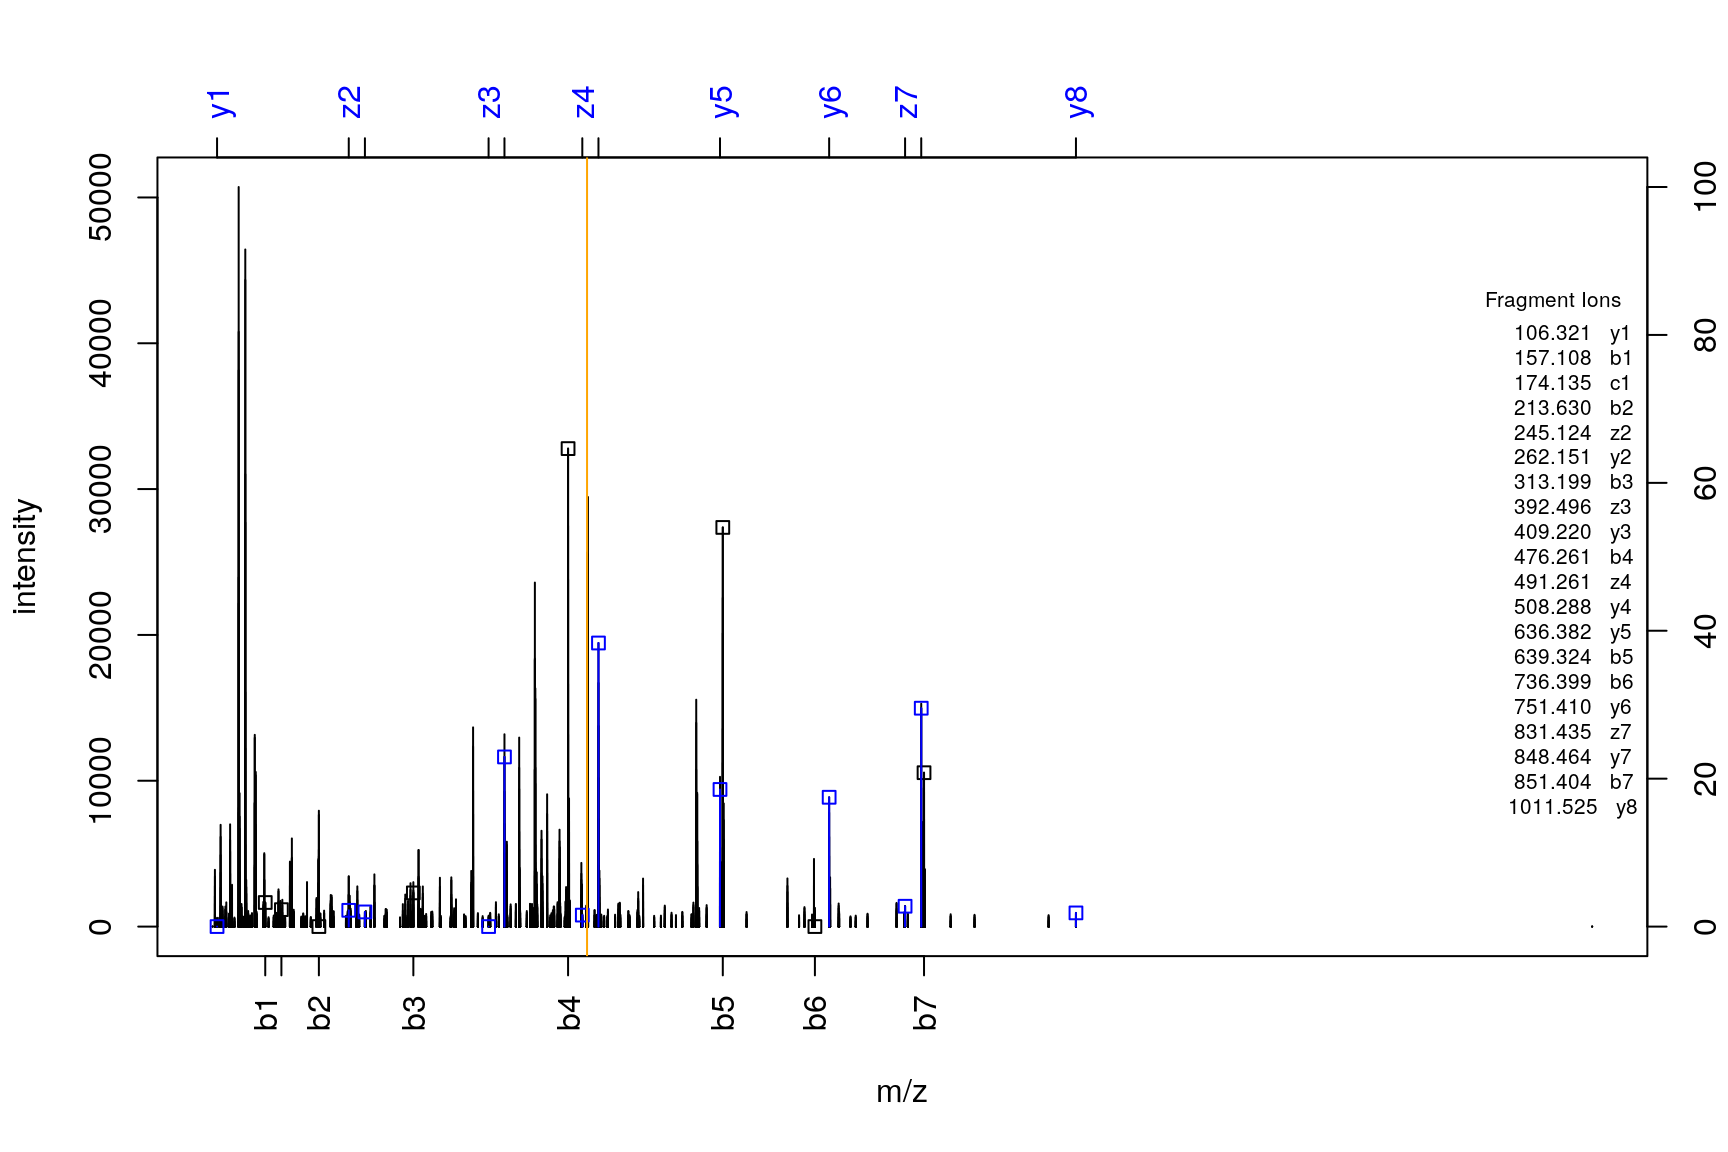 y1 z2 z3 z4 y5 y6 z7 y8
50000
40000
30000
20000
10000
0
intensity
100
80
60
40
20
0
Fragment Ions
106.321 y1
157.108 b1
174.135 c1
213.630 b2
245.124 z2
262.151 y2
313.199 b3
392.496 z3
409.220 y3
476.261 b4
491.261 z4
508.288 y4
636.382 y5
639.324 b5
736.399 b6
751.410 y6
831.435 z7
848.464 y7
851.404 b7
1011.525 y8
b1 b2 b3 b4 b5 b6 b7
m/z